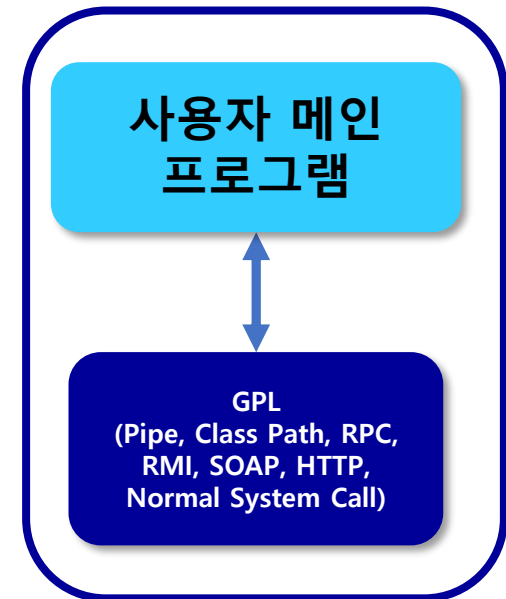 사용자 메인
프로그램
GPL
(Pipe, Class Path, RPC,
RMI, SOAP, HTTP,
Normal System Call)